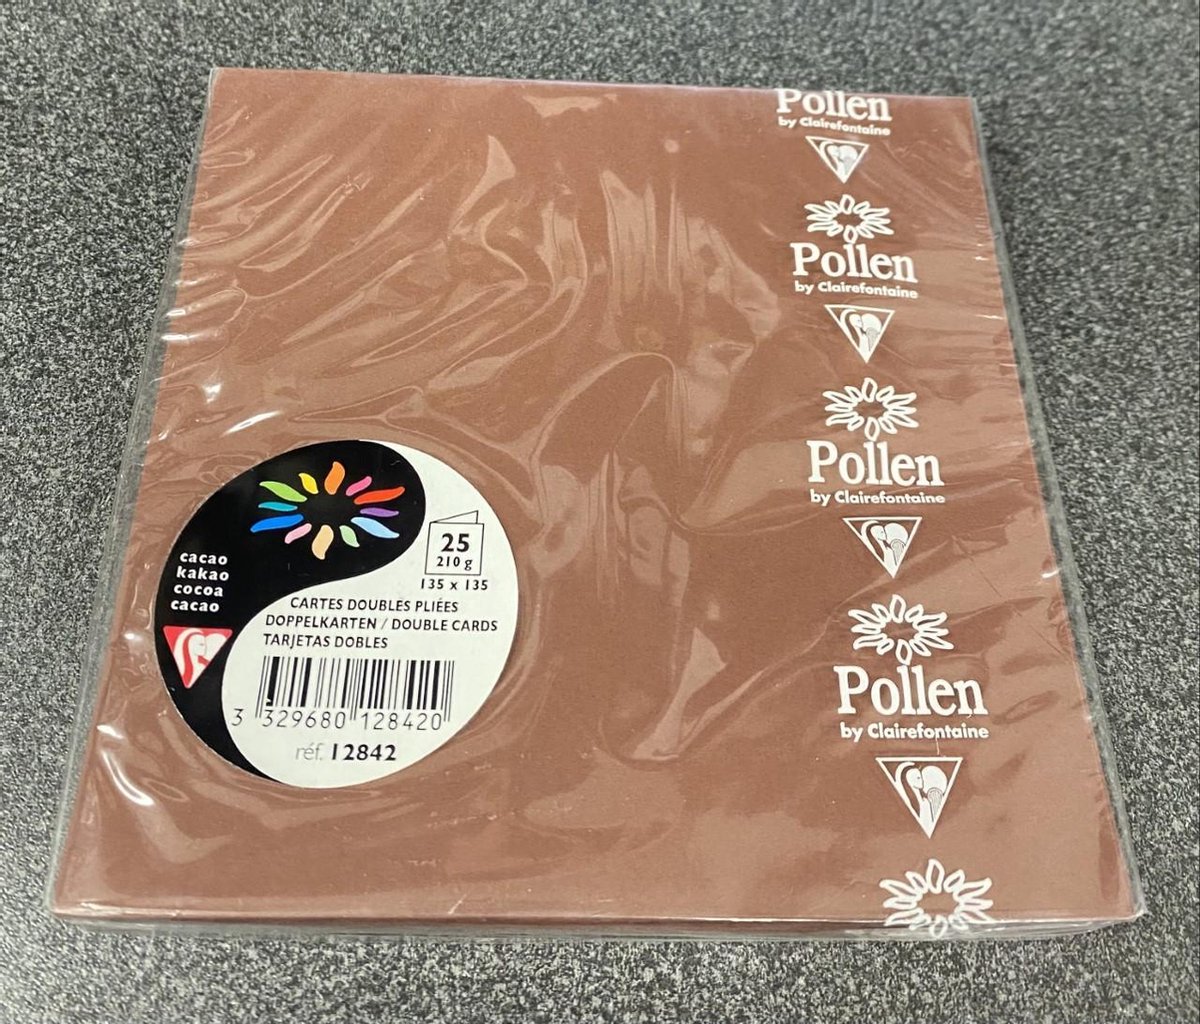 Pollen
by Clairefontaine
Pollen
by Clairefontaine
Pollen
by Clairefontaine
Pollen
by Clairefontaine
cacao
kakao
cocoa
cacao
25
210 g
135 x 135
CARTES DOUBLES PLIÉES
DOPPELKARTEN / DOUBLE CARDS
TARJETAS DOBLES
3 329680 128420
réf. 12842